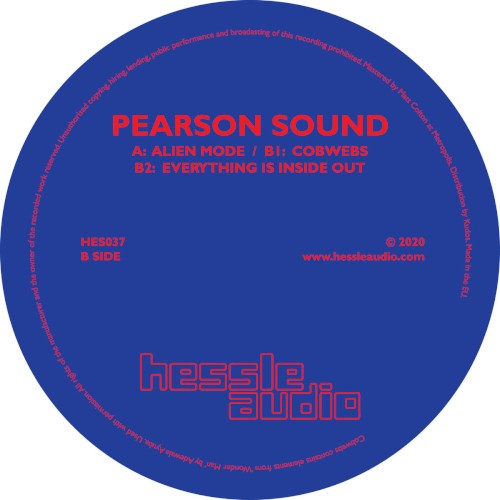 PEARSON SOUND
A: ALIEN MODE / B1: COBWEBS
B2: EVERYTHING IS INSIDE OUT
HES037
B SIDE
© 2020
www.hessleaudio.com
hessle
audio
Cobwebs contains elements from 'Wonder Man' by Adewale Ayuba. Used with permission. All rights of the manufacturer and the owner of the recorded work reserved. Unauthorised copying, hiring, lending, public performance and broadcasting of this recording prohibited. Mastered by Matt Colton at Metropolis. Distribution by Kudos. Made in the EU.